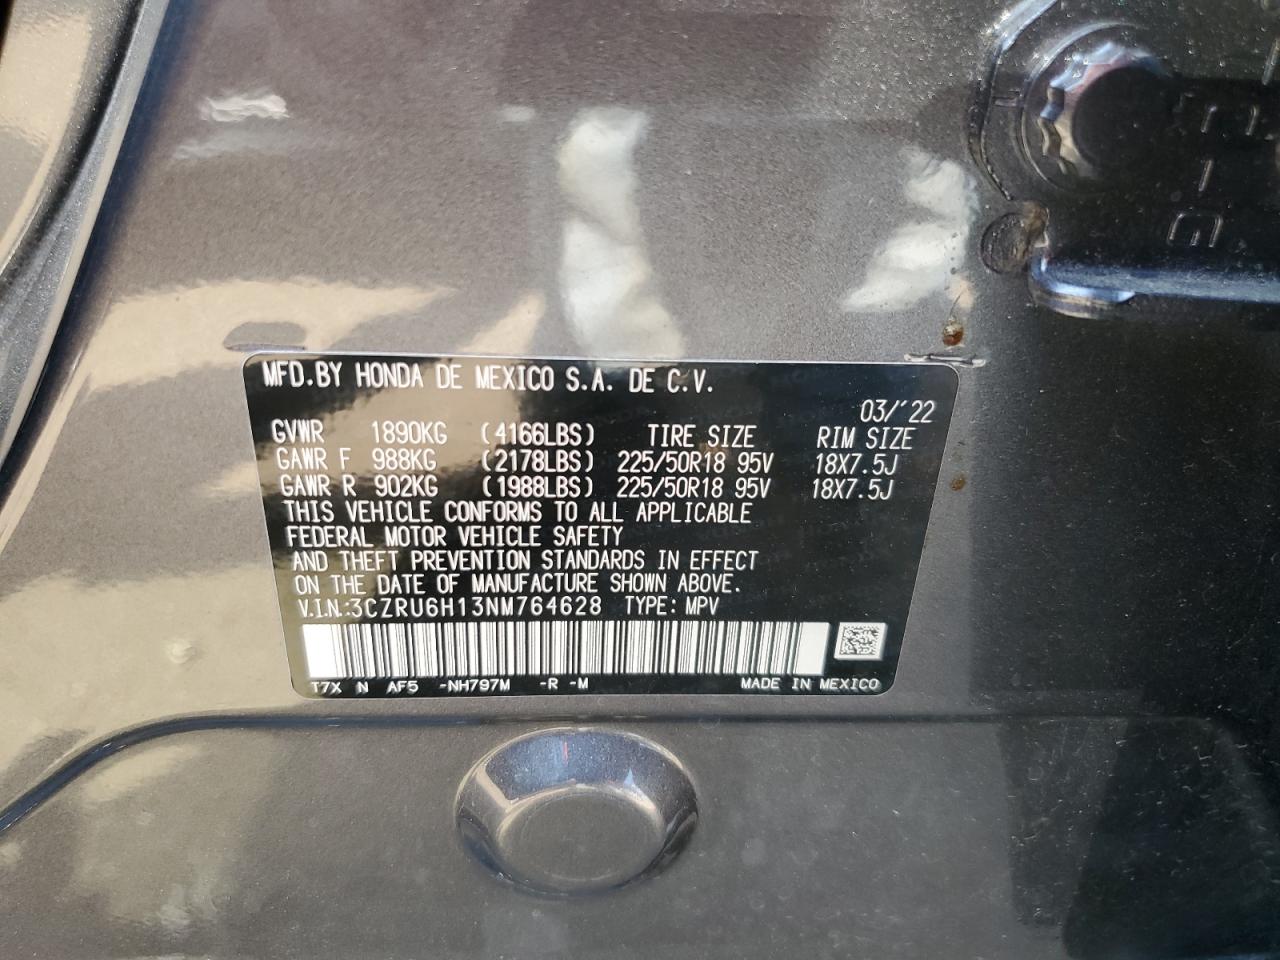 MFD.BY HONDA DE MEXICO S.A. DE C.V.
03/'22
GVWR 1890KG (4166LBS) TIRE SIZE RIM SIZE
GAWR F 988KG (2178LBS) 225/50R18 95V 18X7.5J
GAWR R 902KG (1988LBS) 225/50R18 95V 18X7.5J
THIS VEHICLE CONFORMS TO ALL APPLICABLE
FEDERAL MOTOR VEHICLE SAFETY
AND THEFT PREVENTION STANDARDS IN EFFECT
ON THE DATE OF MANUFACTURE SHOWN ABOVE.
V.I.N.:3CZRU6H13NM764628 TYPE: MPV
T7X N AF5 -NH797M -R -M MADE IN MEXICO